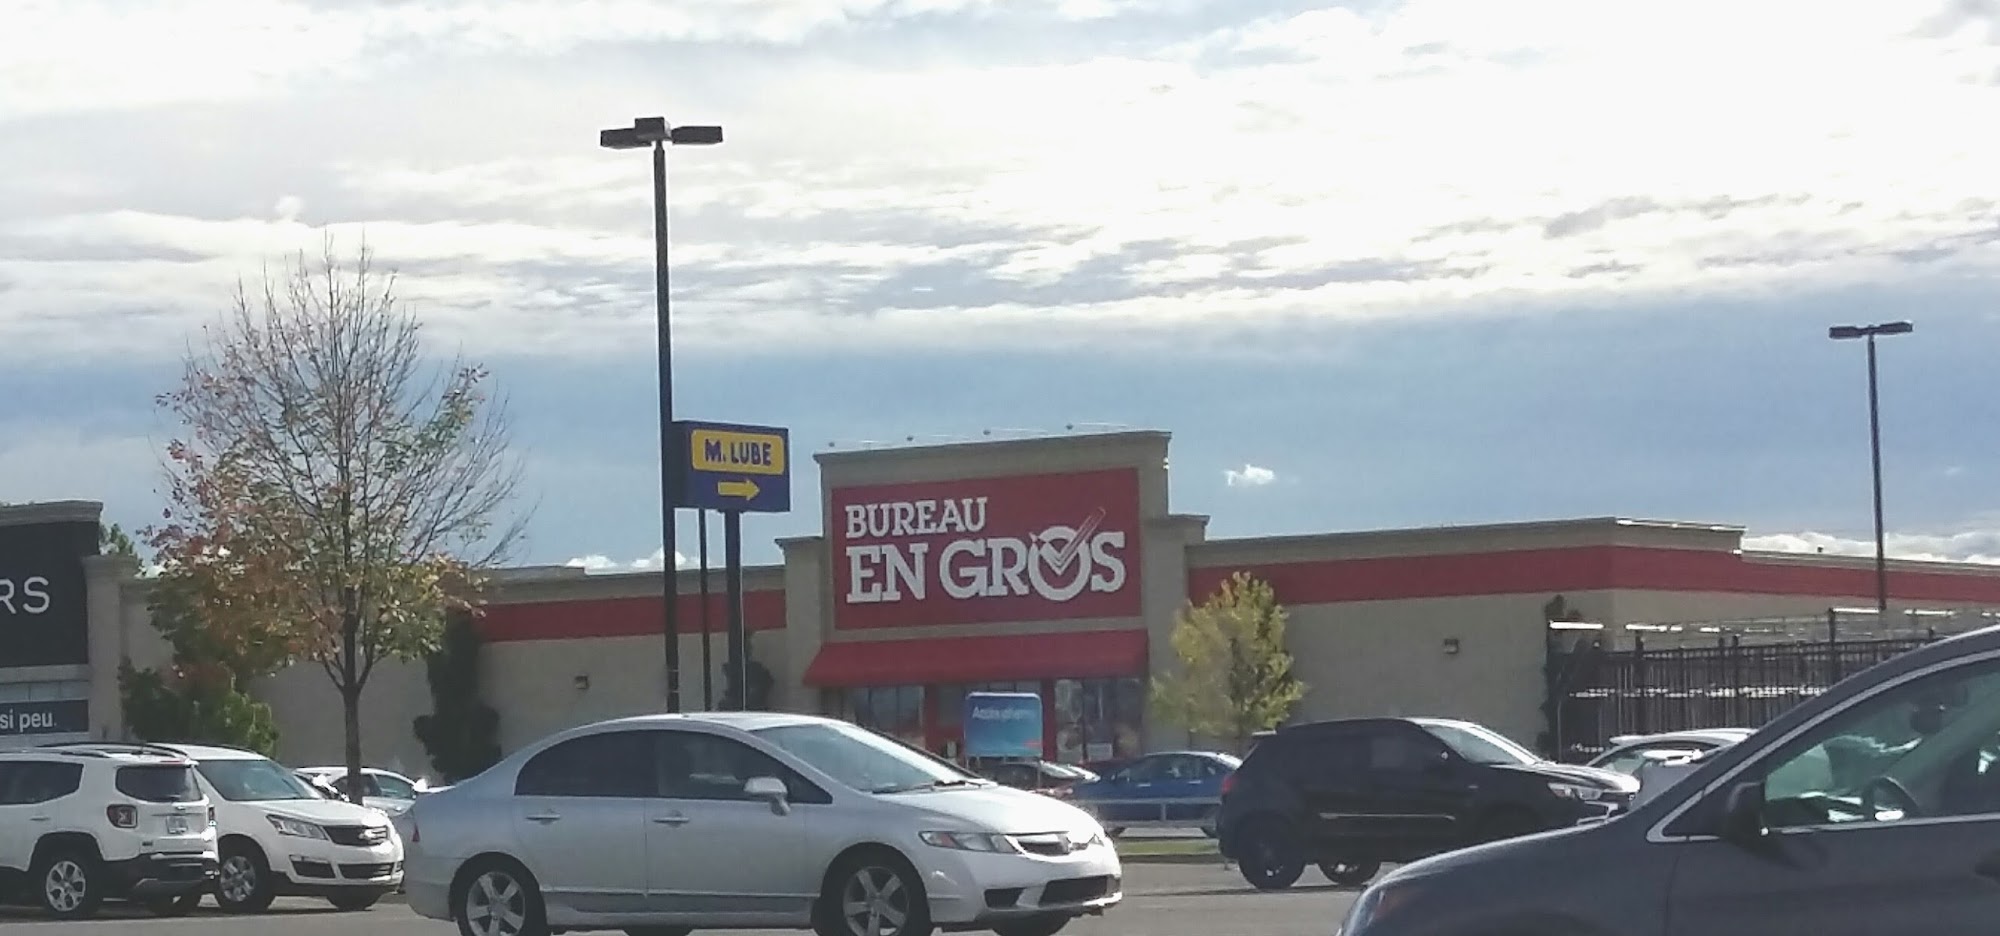 M. LUBE
BUREAU
EN GROS
RS
si peu.